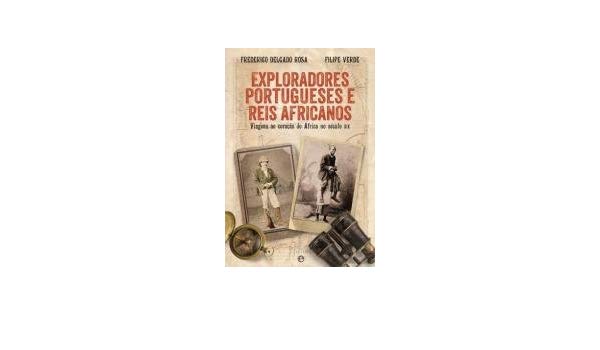 FREDERICO DELGADO ROSA FILIPE VERDE
EXPLORADORES
PORTUGUESES E
REIS AFRICANOS
Viagens ao coração de África no século XIX